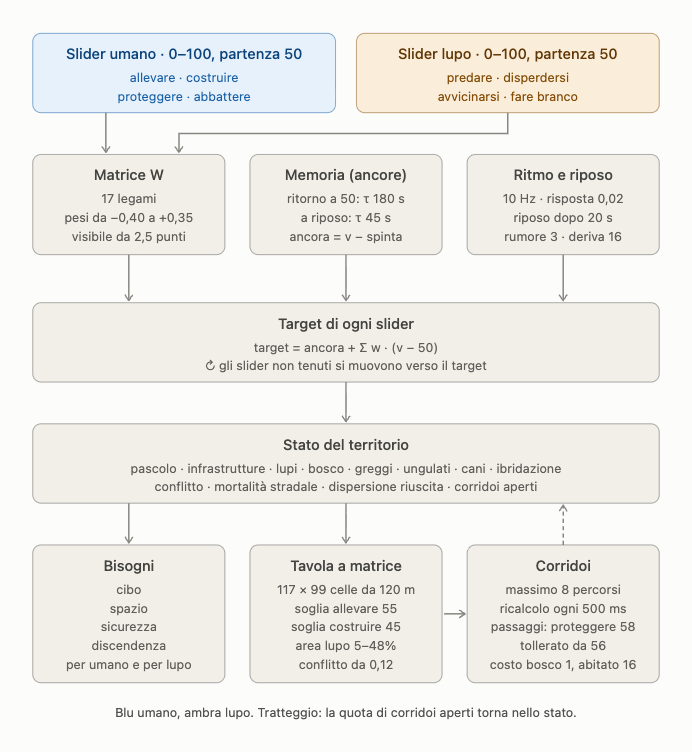 Slider umano · 0–100, partenza 50
allevare · costruire
proteggere · abbattere
Slider lupo · 0–100, partenza 50
predare · disperdersi
avvicinarsi · fare branco
Matrice W
17 legami
pesi da −0,40 a +0,35
visibile da 2,5 punti
Memoria (ancore)
ritorno a 50: τ 180 s
a riposo: τ 45 s
ancora = v − spinta
Ritmo e riposo
10 Hz · risposta 0,02
riposo dopo 20 s
rumore 3 · deriva 16
Target di ogni slider
target = ancora + Σ w · (v − 50)
↻ gli slider non tenuti si muovono verso il target
Stato del territorio
pascolo · infrastrutture · lupi · bosco · greggi · ungulati · cani · ibridazione
conflitto · mortalità stradale · dispersione riuscita · corridoi aperti
Bisogni
cibo
spazio
sicurezza
discendenza
per umano e per lupo
Tavola a matrice
117 × 99 celle da 120 m
soglia allevare 55
soglia costruire 45
area lupo 5–48%
conflitto da 0,12
Corridoi
massimo 8 percorsi
ricalcolo ogni 500 ms
passaggi: proteggere 58
tollerato da 56
costo bosco 1, abitato 16
Blu umano, ambra lupo. Tratteggio: la quota di corridoi aperti torna nello stato.